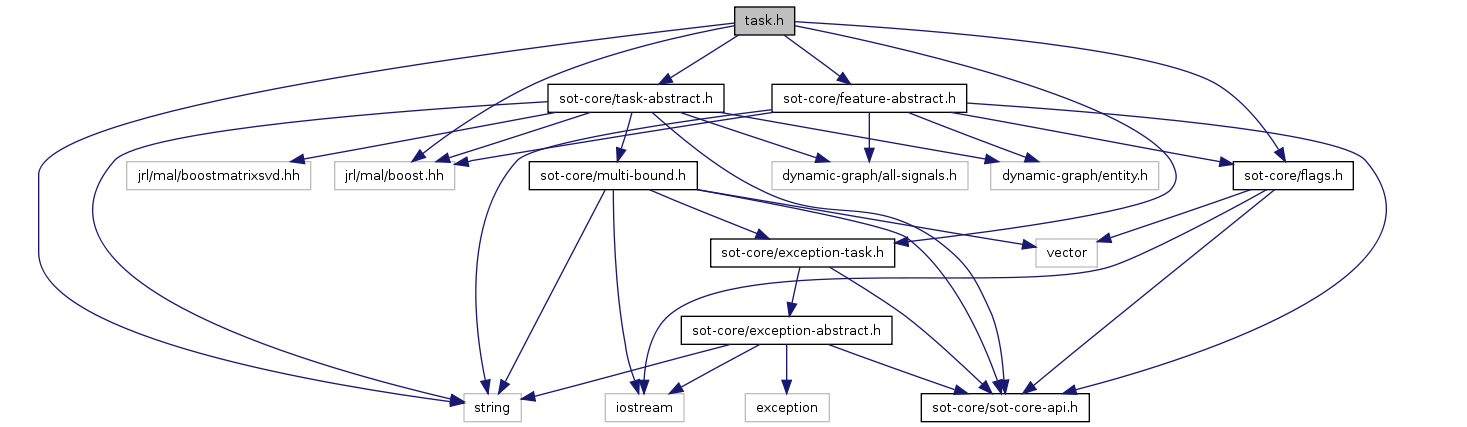 task.h
sot-core/task-abstract.h
sot-core/feature-abstract.h
jrl/mal/boostmatrixsvd.hh
jrl/mal/boost.hh
sot-core/multi-bound.h
dynamic-graph/all-signals.h
dynamic-graph/entity.h
sot-core/flags.h
sot-core/exception-task.h
vector
sot-core/exception-abstract.h
string
iostream
exception
sot-core/sot-core-api.h